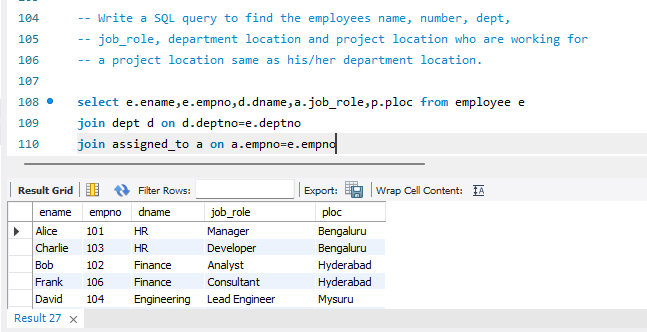 104 -- Write a SQL query to find the employees name, number, dept,
105 -- job_role, department location and project location who are working for
106 -- a project location same as his/her department location.
107
108 select e.ename,e.empno,d.dname,a.job_role,p.ploc from employee e
109 join dept d on d.deptno=e.deptno
110 join assigned_to a on a.empno=e.empno
Result Grid Filter Rows: Export: Wrap Cell Content:
ename empno dname job_role ploc
Alice 101 HR Manager Bengaluru
Charlie 103 HR Developer Bengaluru
Bob 102 Finance Analyst Hyderabad
Frank 106 Finance Consultant Hyderabad
David 104 Engineering Lead Engineer Mysuru
Result 27